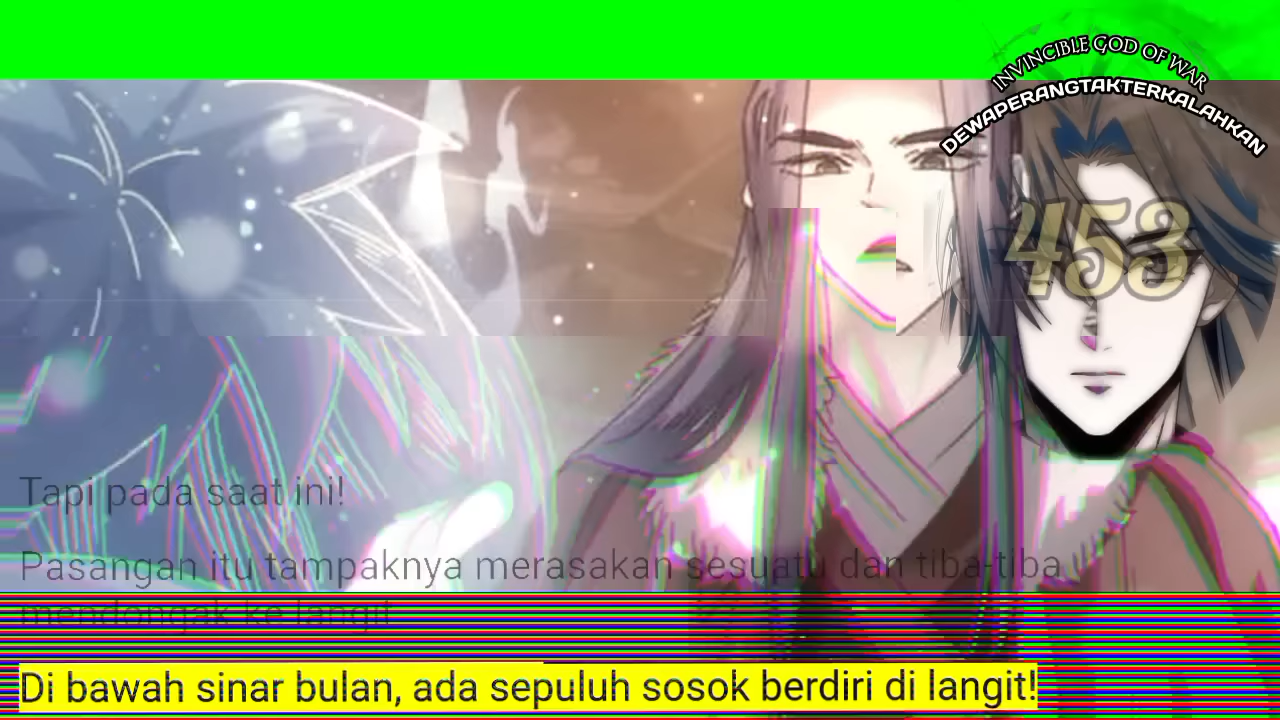 INVINCIBLE GOD OF WAR
DEWAPERANGTAKTERKALAHKAN
453
Tapi pada saat ini!
Pasangan itu tampaknya merasakan sesuatu dan tiba-tiba
mendongak ke langit
Di bawah sinar bulan, ada sepuluh sosok berdiri di langit!